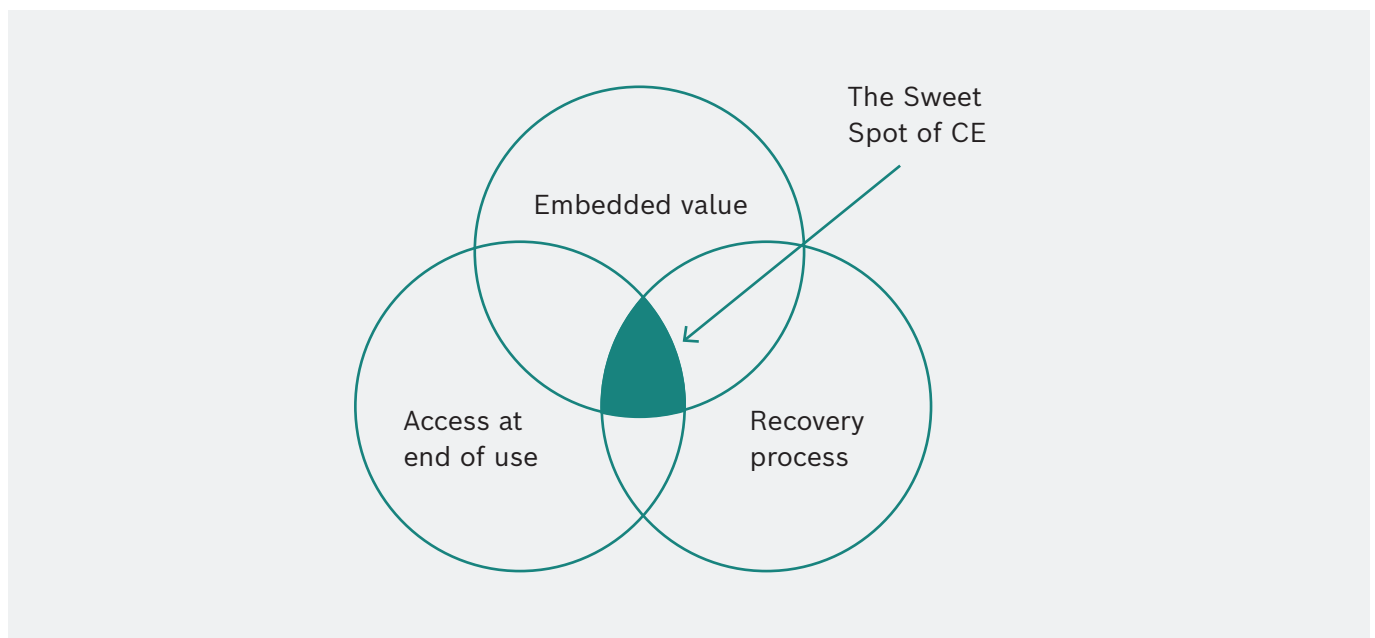 The Sweet
Spot of CE
Embedded value
Access at
end of use
Recovery
process